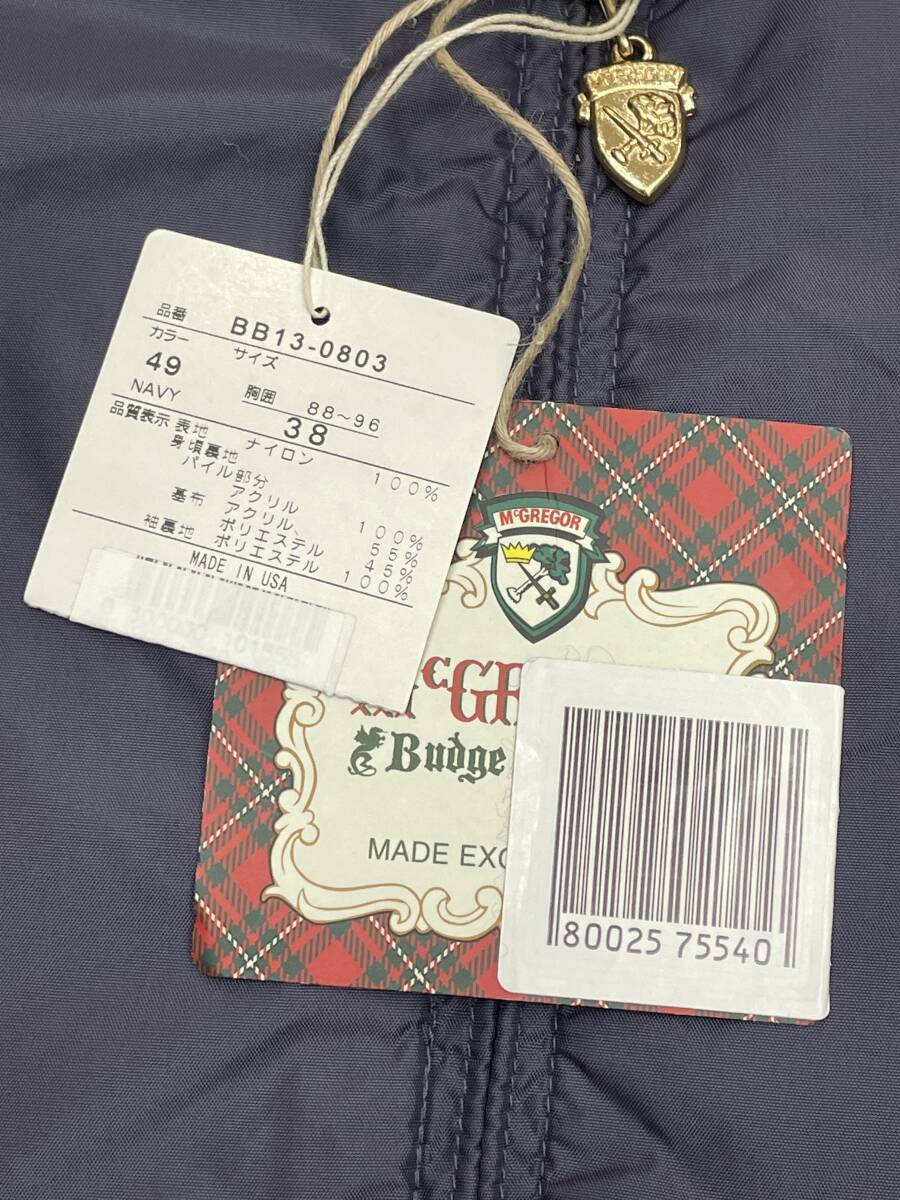 McGREGOR
品番 BB13-0803
カラー サイズ
49 胸囲 88~96
NAVY 38
品質表示 表地 ナイロン 100%
身頃裏地
パイル部分 アクリル 100%
基布 アクリル、 55%
ポリエステル 45%
袖裏地 ポリエステル 100%
MADE IN USA
McGREGOR
Budge
MADE
80025 75540